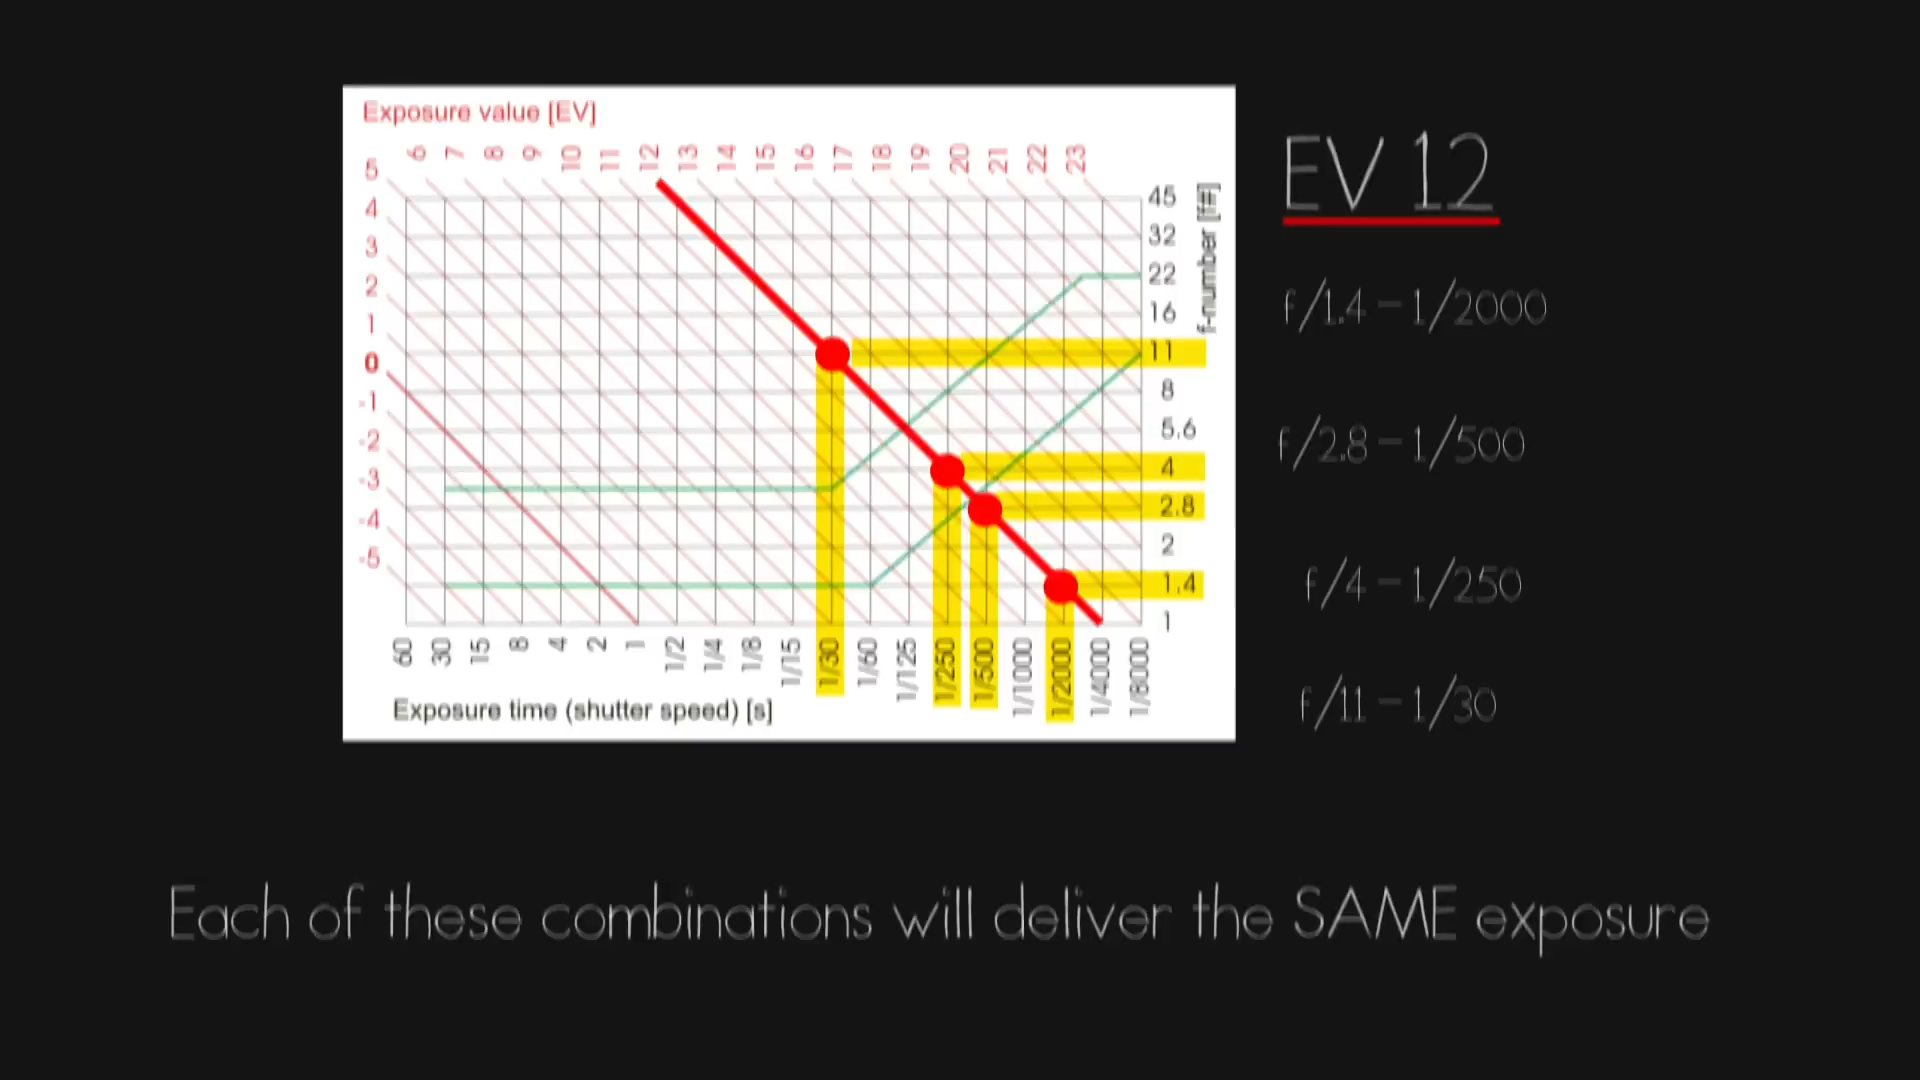 Exposure value [EV]
6 7 8 9 10 11 12 13 14 15 16 17 18 19 20 21 22 23
5
4
3
2
1
0
-1
-2
-3
-4
-5
45
32
22
16
11
8
5.6
4
2.8
2
1.4
1
f-number [f#]
60 30 15 8 4 2 1 1/2 1/4 1/8 1/15 1/30 1/60 1/125 1/250 1/500 1/1000 1/2000 1/4000 1/8000
Exposure time (shutter speed) [s]
EV 12
f/1.4 - 1/2000
f/2.8 - 1/500
f/4 - 1/250
f/11 - 1/30
Each of these combinations will deliver the SAME exposure